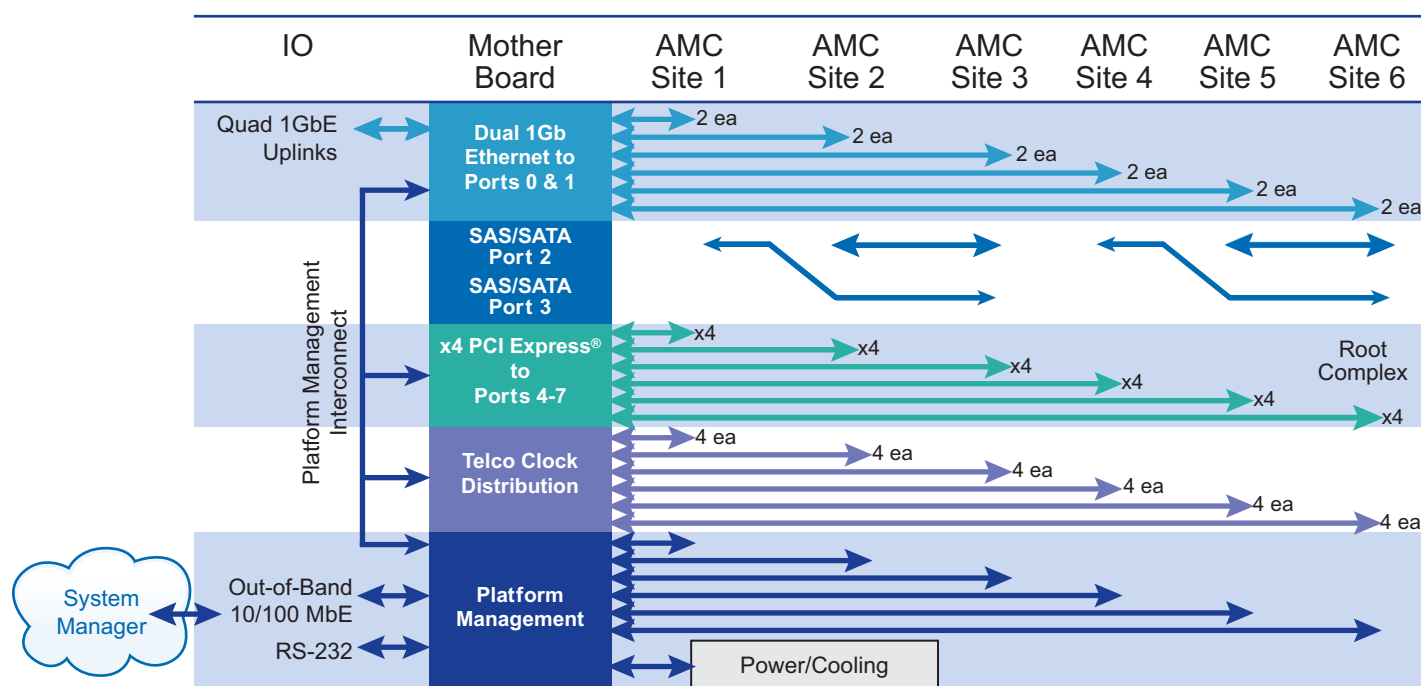 IO
Mother
Board
AMC
Site 1
AMC
Site 2
AMC
Site 3
AMC
Site 4
AMC
Site 5
AMC
Site 6
Quad 1GbE
Uplinks
Dual 1Gb
Ethernet to
Ports 0 & 1
2 ea
2 ea
2 ea
2 ea
2 ea
2 ea
Platform Management
Interconnect
SAS/SATA
Port 2
SAS/SATA
Port 3
x4 PCI Express®
to
Ports 4-7
x4
x4
x4
x4
x4
x4
Root
Complex
Telco Clock
Distribution
4 ea
4 ea
4 ea
4 ea
4 ea
4 ea
System
Manager
Out-of-Band
10/100 MbE
RS-232
Platform
Management
Power/Cooling